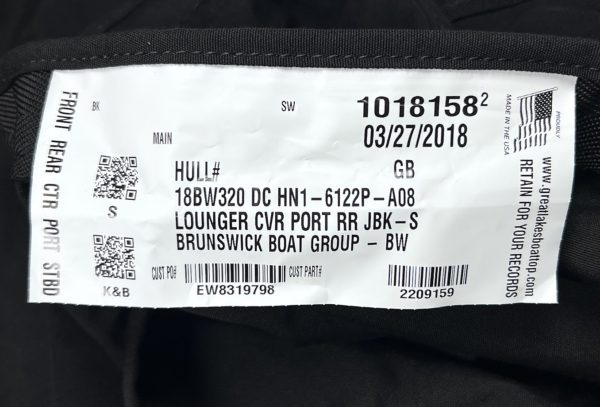 FRONT REAR CTR PORT STBD
BK
SW
1018158²
MAIN
03/27/2018
HULL#
GB
18BW320 DC HN1-6122P-A08
LOUNGER CVR PORT RR JBK-S
BRUNSWICK BOAT GROUP - BW
S
K&B
CUST PO#
CUST PART#
EW8319798
2209159
PROUDLY
MADE IN THE USA
www.greatlakesboattop.com
RETAIN FOR YOUR RECORDS